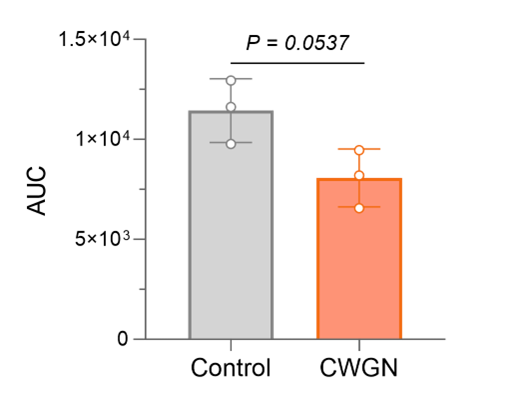 1.5×10⁴
P = 0.0537
1×10⁴
AUC
5×10³
0
Control CWGN